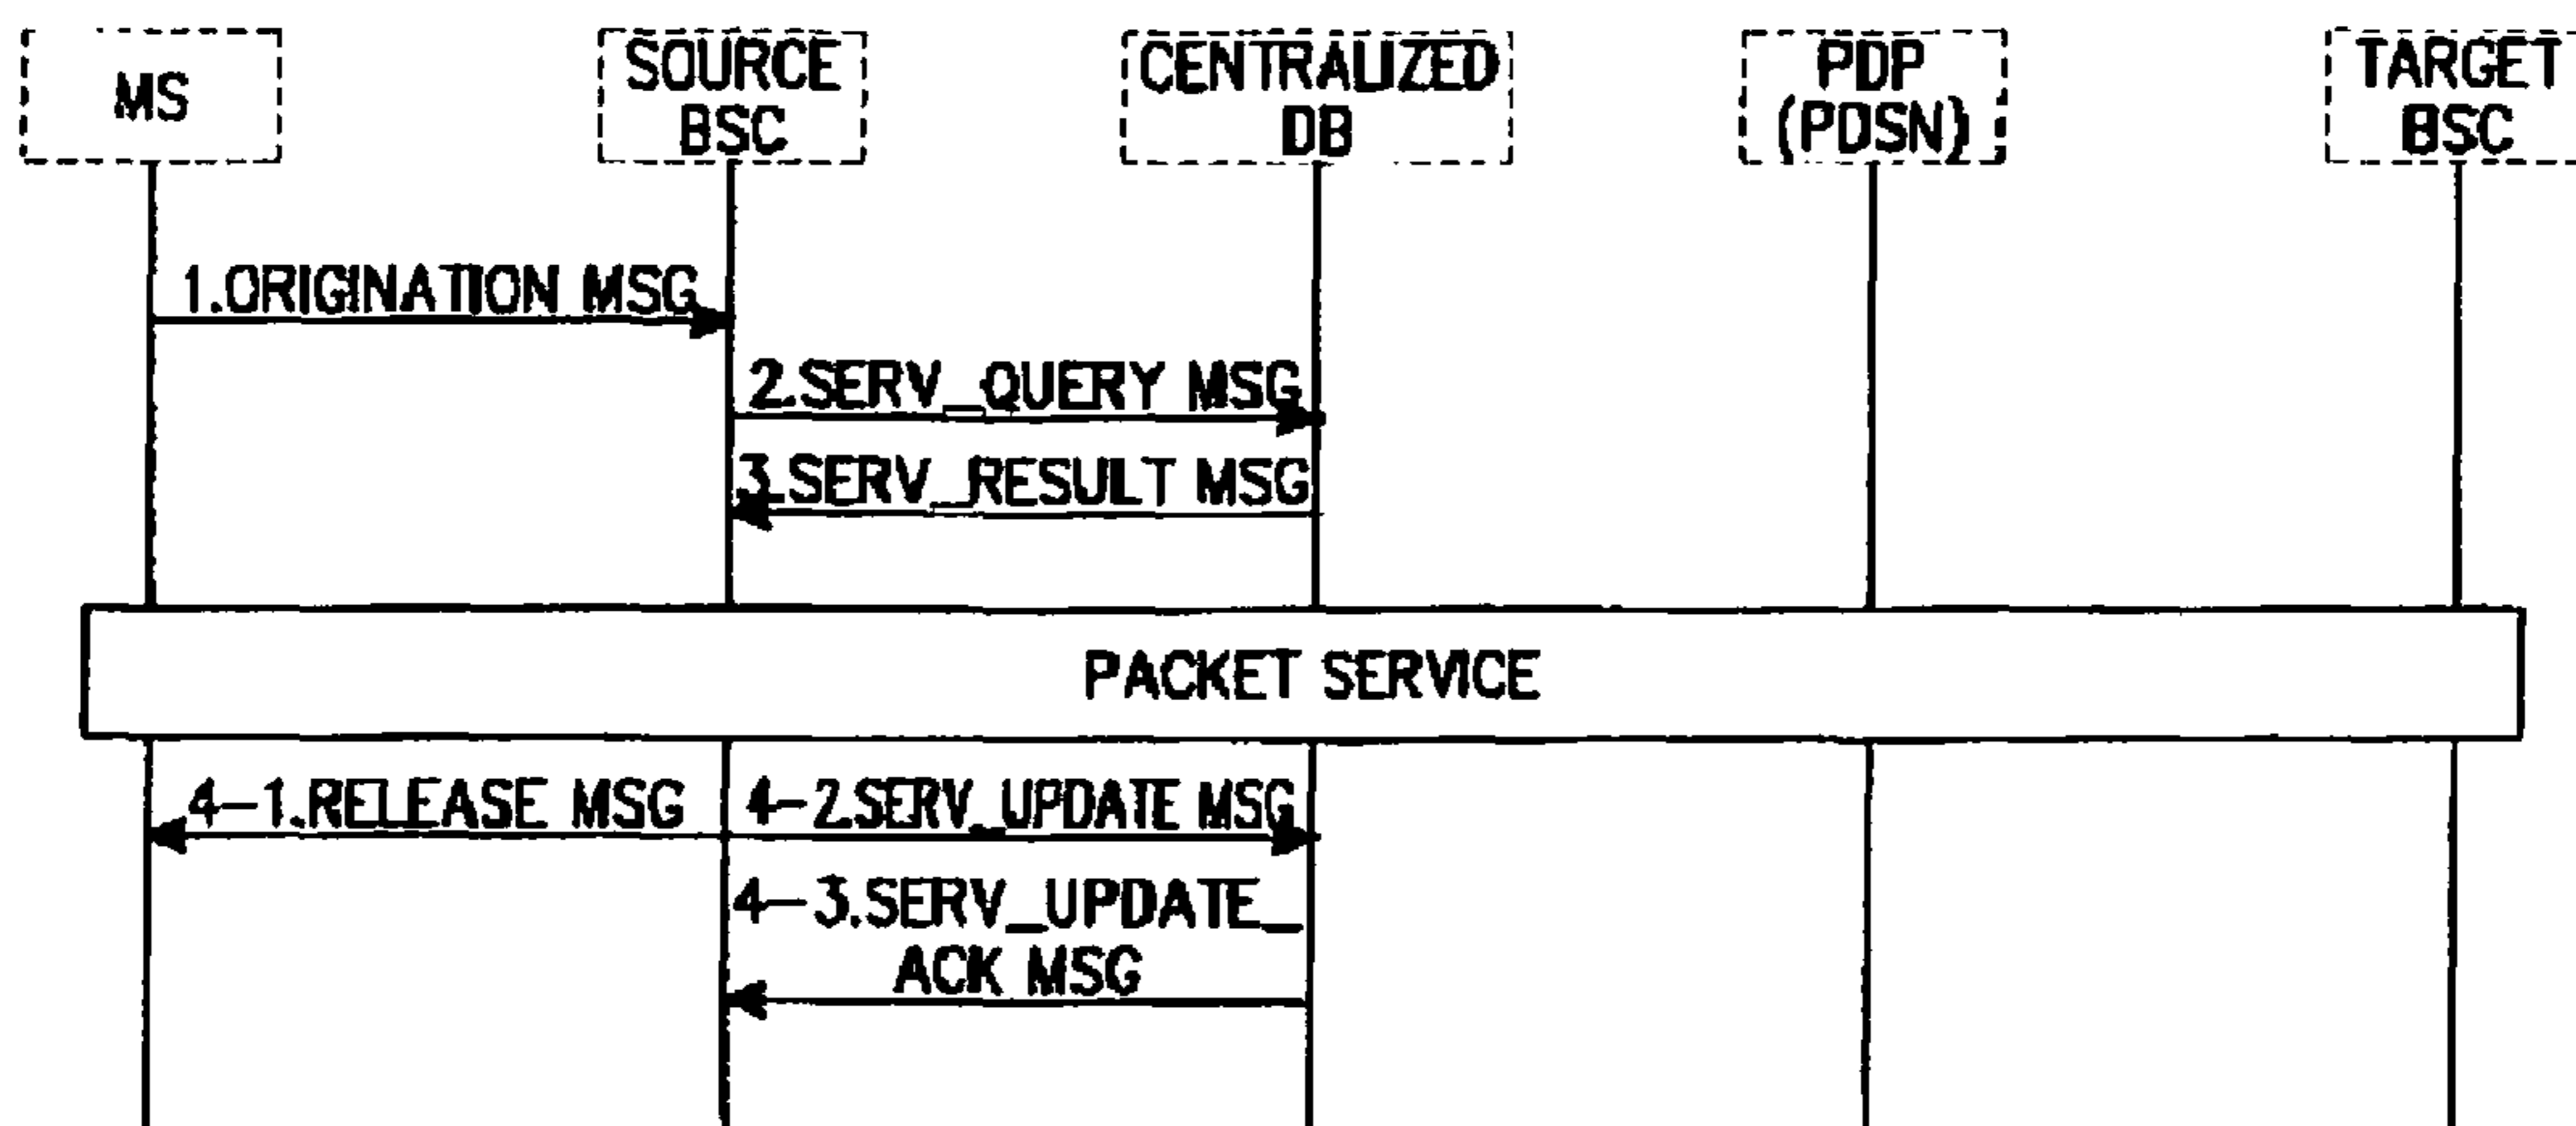 MS
SOURCE
BSC
CENTRALIZED
DB
PDP
(PDSN)
TARGET
BSC
1.ORIGINATION MSG
2.SERV_QUERY MSG
3.SERV_RESULT MSG
PACKET SERVICE
4-1.RELEASE MSG
4-2.SERV_UPDATE MSG
4-3.SERV_UPDATE_
ACK MSG